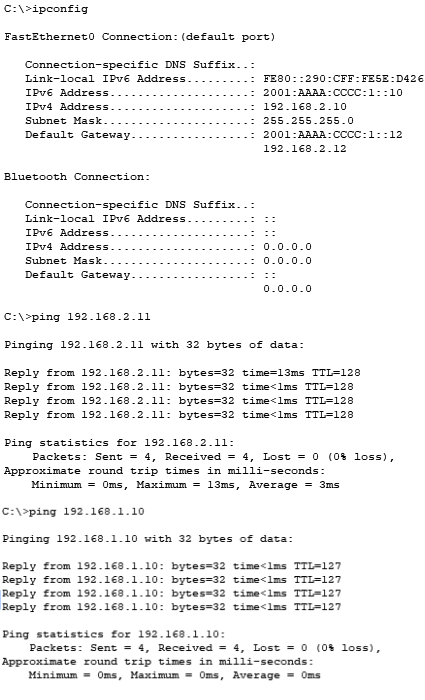 C:\>ipconfig
FastEthernet0 Connection:(default port)
Connection-specific DNS Suffix..:
Link-local IPv6 Address.........: FE80::290:CFF:FE5E:D426
IPv6 Address....................: 2001:AAAA:CCCC:1::10
IPv4 Address....................: 192.168.2.10
Subnet Mask.....................: 255.255.255.0
Default Gateway.................: 2001:AAAA:CCCC:1::12
192.168.2.12
Bluetooth Connection:
Connection-specific DNS Suffix..:
Link-local IPv6 Address.........: ::
IPv6 Address....................: ::
IPv4 Address....................: 0.0.0.0
Subnet Mask.....................: 0.0.0.0
Default Gateway.................: ::
0.0.0.0
C:\>ping 192.168.2.11
Pinging 192.168.2.11 with 32 bytes of data:
Reply from 192.168.2.11: bytes=32 time=13ms TTL=128
Reply from 192.168.2.11: bytes=32 time<1ms TTL=128
Reply from 192.168.2.11: bytes=32 time<1ms TTL=128
Reply from 192.168.2.11: bytes=32 time<1ms TTL=128
Ping statistics for 192.168.2.11:
Packets: Sent = 4, Received = 4, Lost = 0 (0% loss),
Approximate round trip times in milli-seconds:
Minimum = 0ms, Maximum = 13ms, Average = 3ms
C:\>ping 192.168.1.10
Pinging 192.168.1.10 with 32 bytes of data:
Reply from 192.168.1.10: bytes=32 time<1ms TTL=127
Reply from 192.168.1.10: bytes=32 time<1ms TTL=127
Reply from 192.168.1.10: bytes=32 time<1ms TTL=127
Reply from 192.168.1.10: bytes=32 time<1ms TTL=127
Ping statistics for 192.168.1.10:
Packets: Sent = 4, Received = 4, Lost = 0 (0% loss),
Approximate round trip times in milli-seconds:
Minimum = 0ms, Maximum = 0ms, Average = 0ms